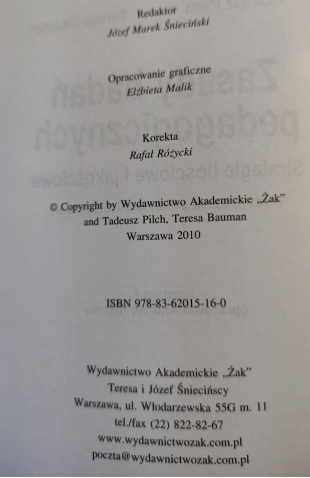 Redaktor
Józef Marek Śnieciński
Opracowanie graficzne
Elżbieta Malik
Korekta
Rafał Różycki
© Copyright by Wydawnictwo Akademickie „Żak”
and Tadeusz Pilch, Teresa Bauman
Warszawa 2010
ISBN 978-83-62015-16-0
Wydawnictwo Akademickie „Żak”
Teresa i Józef Śniecińscy
Warszawa, ul. Włodarzewska 55G m. 11
tel./fax (22) 822-82-67
www.wydawnictwozak.com.pl
poczta@wydawnictwozak.com.pl